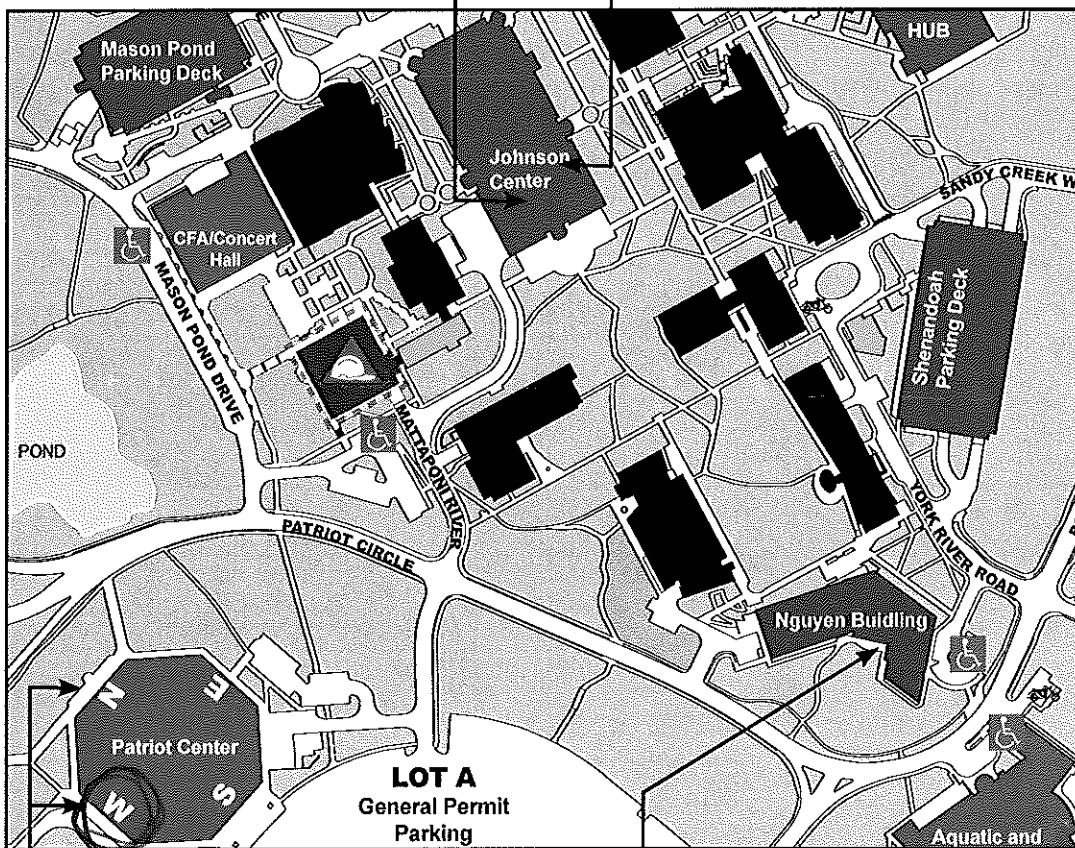 Mason Pond
Parking Deck
HUB
Johnson
Center
SANDY CREEK W
CFA/Concert
Hall
MASON POND DRIVE
Shenandoah
Parking Deck
POND
MATTAPONI RIVER
PATRIOT CIRCLE
YORK RIVER ROAD
Nguyen Buidling
N
E
Patriot Center
W
S
LOT A
General Permit
Parking
Aquatic and